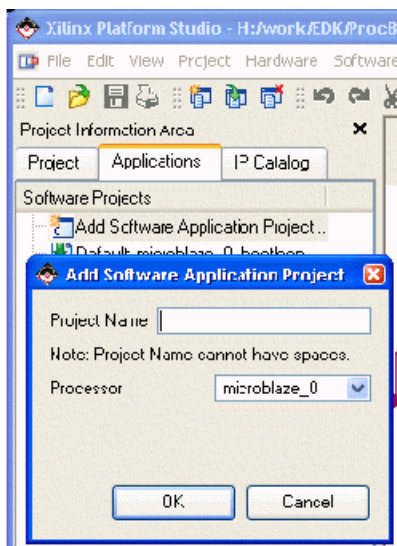 Xilinx Platform Studio - H:/work/EDK/ProcB
File Edit View Project Hardware Software
Project Information Area
Project Applications IP Catalog
Software Projects
Add Software Application Project...
Default: microblaze_0_bootloop
Add Software Application Project
Project Name
Note: Project Name cannot have spaces.
Processor microblaze_0
OK Cancel